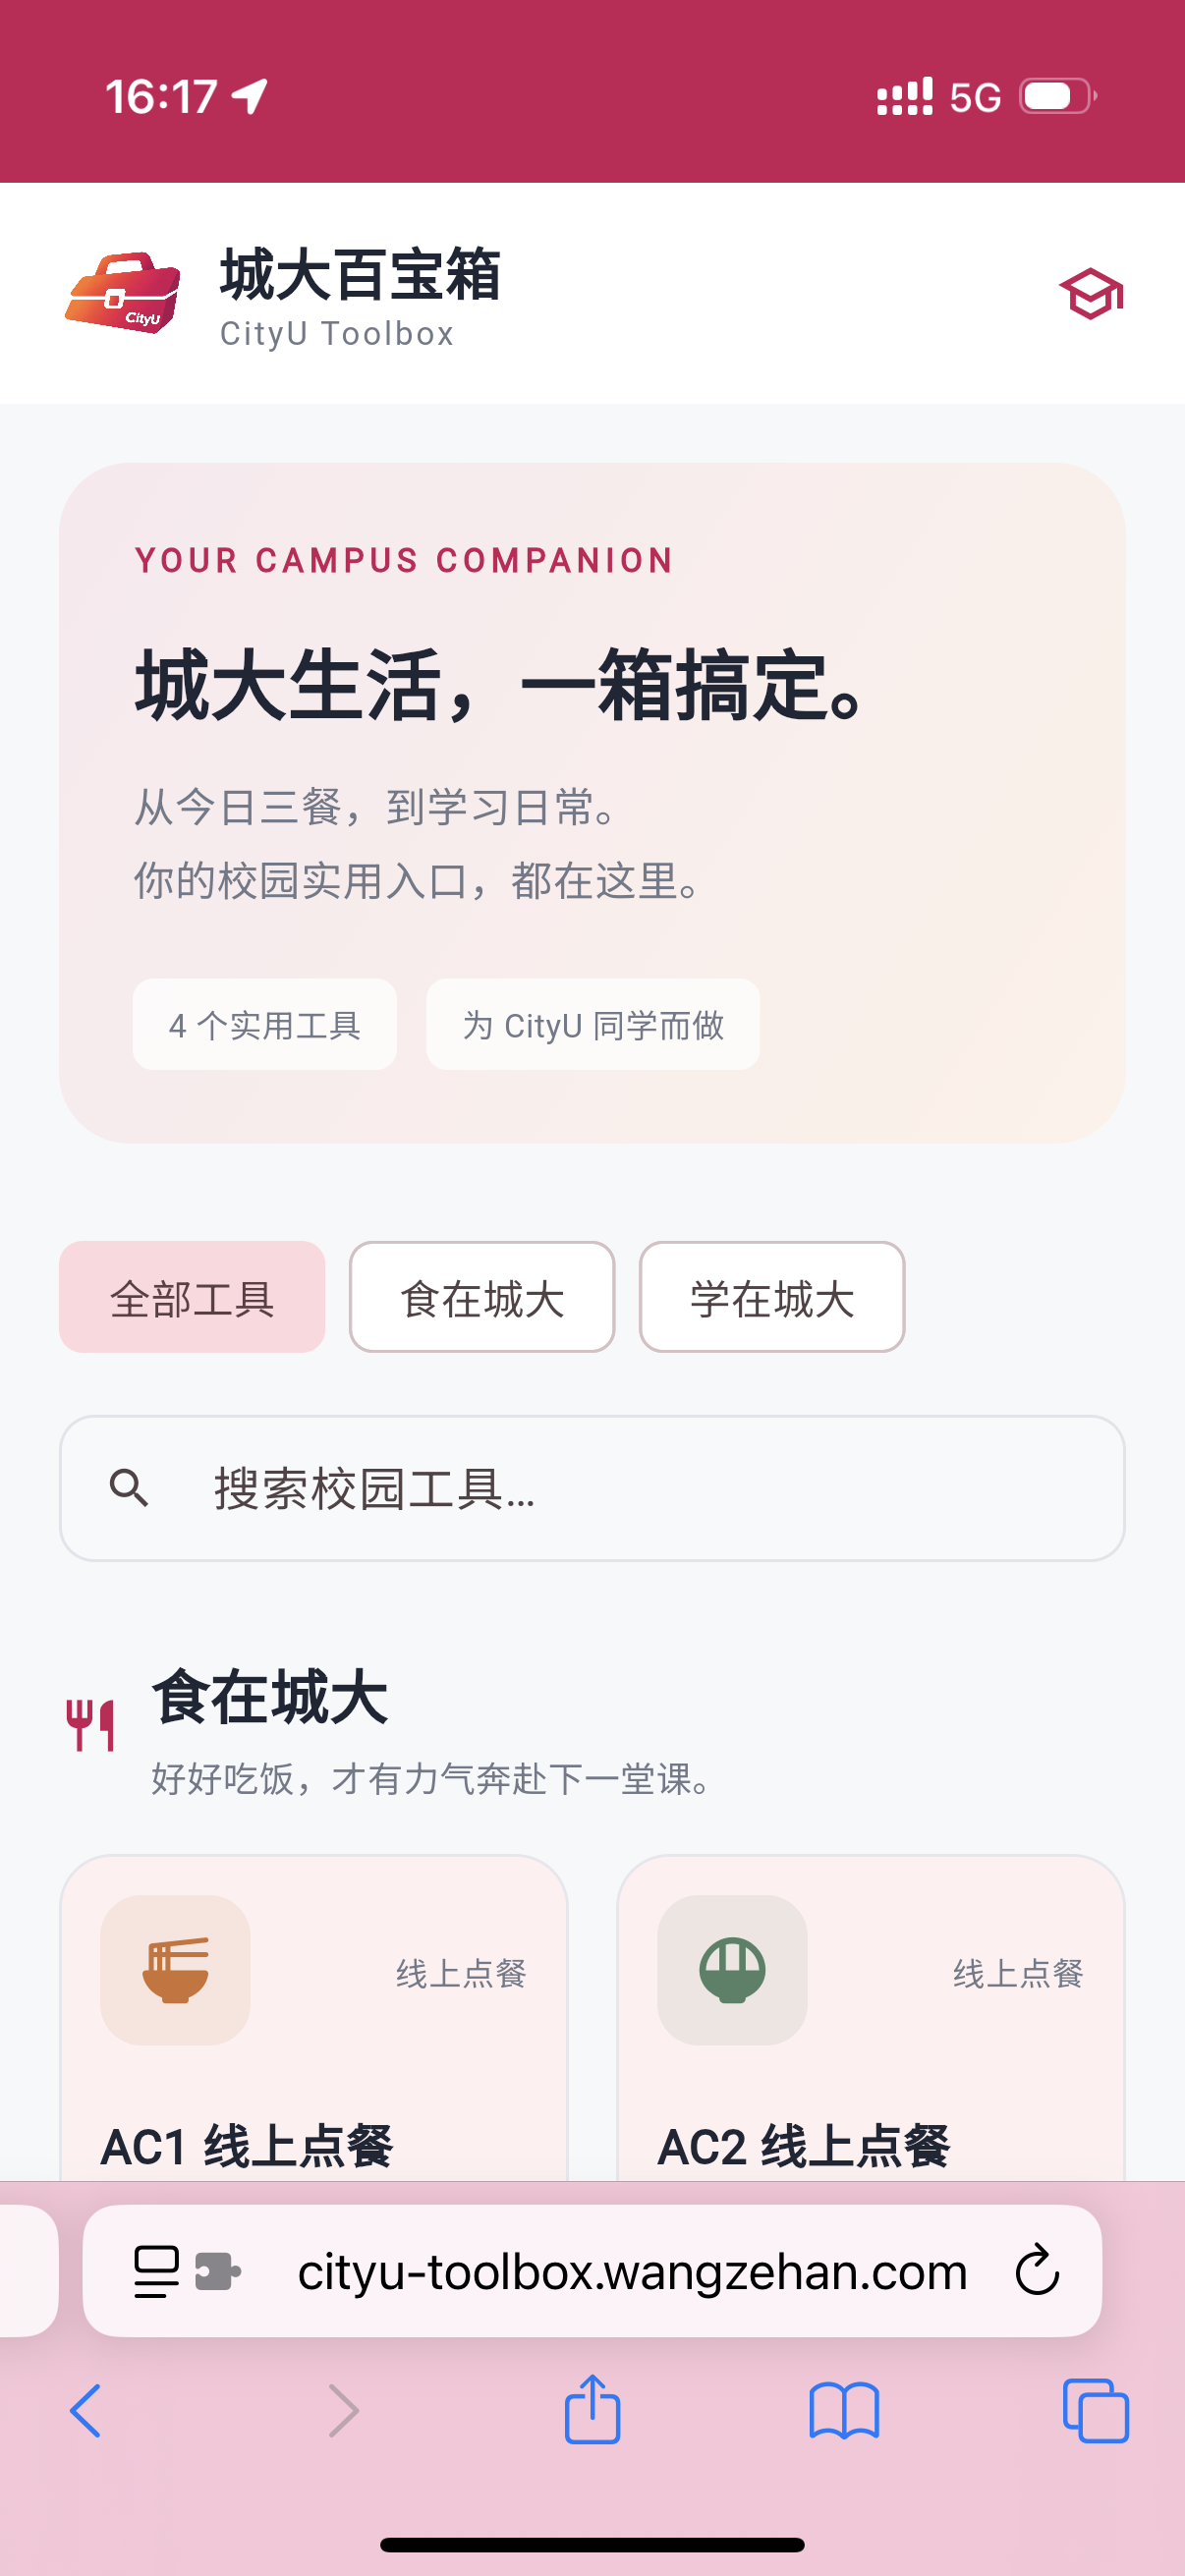 16:17
5G
CityU
城大百宝箱
CityU Toolbox
YOUR CAMPUS COMPANION
城大生活，一箱搞定。
从今日三餐，到学习日常。
你的校园实用入口，都在这里。
4 个实用工具
为 CityU 同学而做
全部工具
食在城大
学在城大
搜索校园工具...
食在城大
好好吃饭，才有力气奔赴下一堂课。
线上点餐
线上点餐
AC1 线上点餐
AC2 线上点餐
cityu-toolbox.wangzehan.com